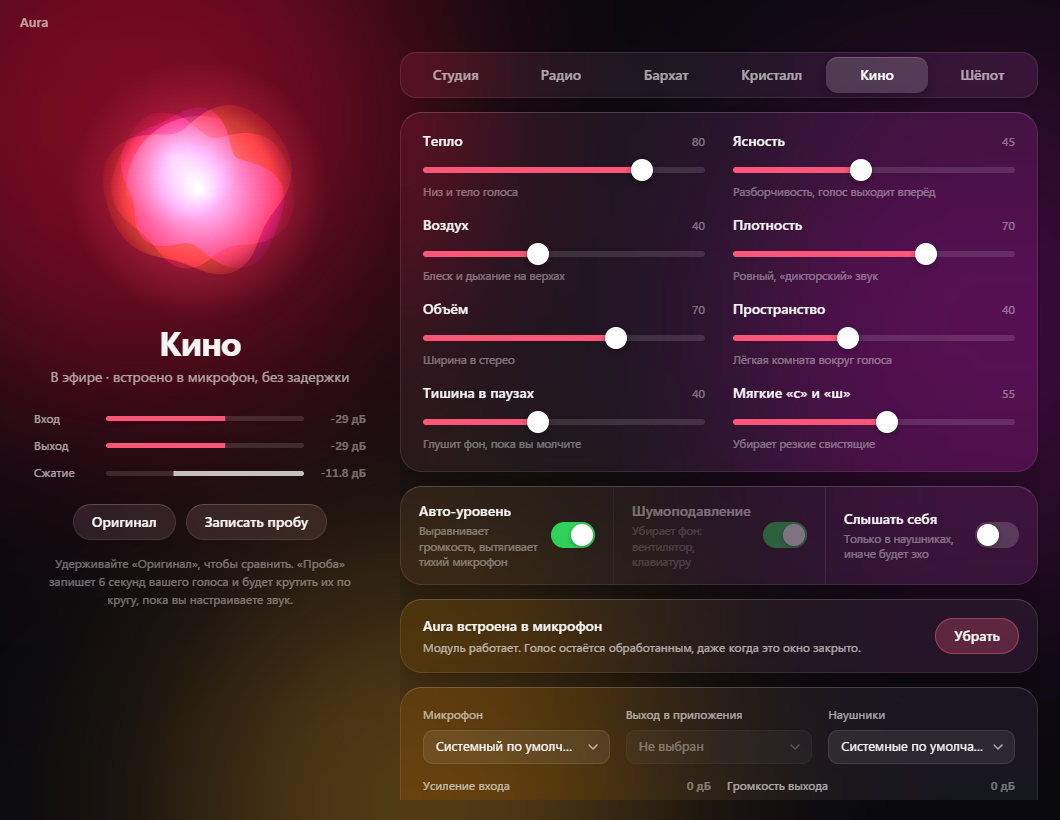 Aura
Студия
Радио
Бархат
Кристалл
Кино
Шёпот
Кино
В эфире · встроено в микрофон, без задержки
Вход -29 дБ
Выход -29 дБ
Сжатие -11.8 дБ
Оригинал
Записать пробу
Удерживайте «Оригинал», чтобы сравнить. «Проба»
запишет 6 секунд вашего голоса и будет крутить их по
кругу, пока вы настраиваете звук.
Тепло 80
Низ и тело голоса
Ясность 45
Разборчивость, голос выходит вперёд
Воздух 40
Блеск и дыхание на верхах
Плотность 70
Ровный, «дикторский» звук
Объём 70
Ширина в стерео
Пространство 40
Лёгкая комната вокруг голоса
Тишина в паузах 40
Глушит фон, пока вы молчите
Мягкие «с» и «ш» 55
Убирает резкие свистящие
Авто-уровень
Выравнивает
громкость, вытягивает
тихий микрофон
Шумоподавление
Убирает фон:
вентилятор,
клавиатуру
Слышать себя
Только в наушниках,
иначе будет эхо
Aura встроена в микрофон
Модуль работает. Голос остаётся обработанным, даже когда это окно закрыто.
Убрать
Микрофон
Системный по умолч...
Выход в приложения
Не выбран
Наушники
Системные по умолча...
Усиление входа 0 дБ
Громкость выхода 0 дБ